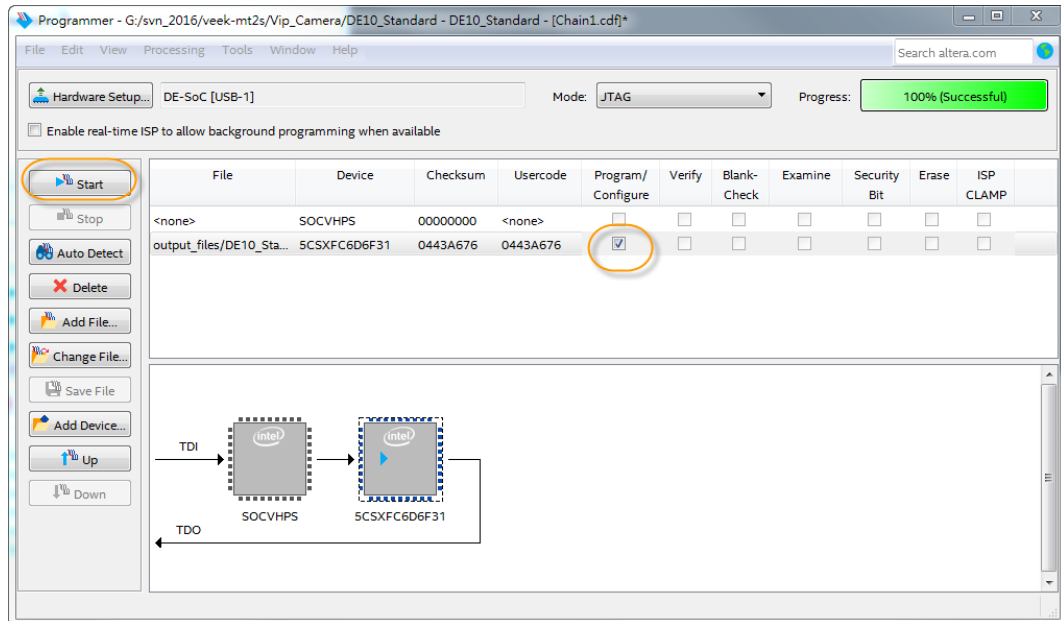 Programmer - G:/svn_2016/veek-mt2s/Vip_Camera/DE10_Standard - DE10_Standard - [Chain1.cdf]*
File Edit View Processing Tools Window Help
Search altera.com
Hardware Setup... DE-SoC [USB-1] Mode: JTAG Progress: 100% (Successful)
Enable real-time ISP to allow background programming when available
Start
Stop
Auto Detect
Delete
Add File...
Change File...
Save File
Add Device...
Up
Down
File Device Checksum Usercode Program/ Verify Blank- Examine Security Erase ISP
Configure Check Bit CLAMP
<none> SOCVHPS 00000000 <none>
output_files/DE10_Sta... 5CSXFC6D6F31 0443A676 0443A676
TDI
intel intel
SOCVHPS 5CSXFC6D6F31
TDO